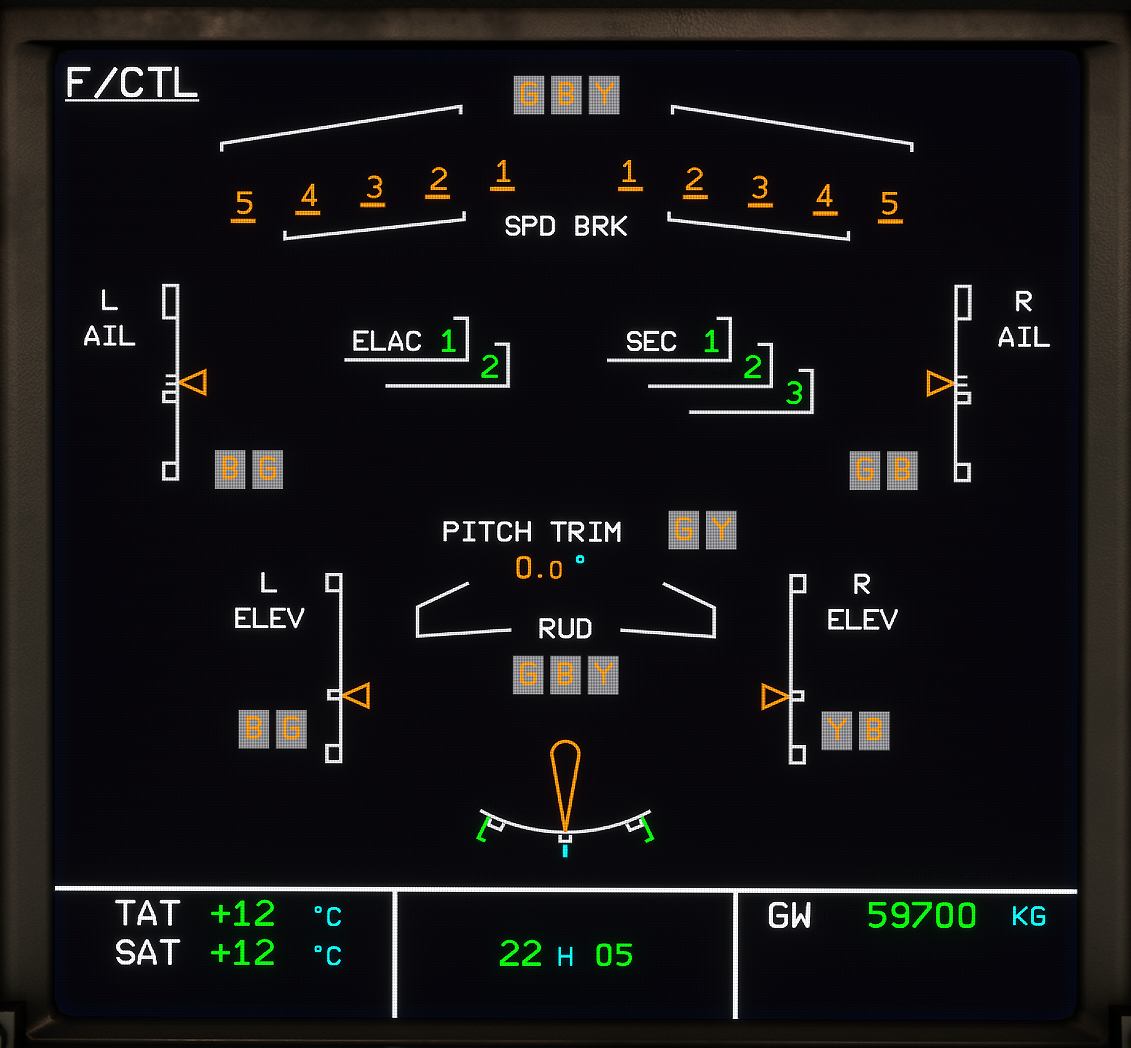 F/CTL
G B Y
5 4 3 2 1 1 2 3 4 5
SPD BRK
L
AIL
R
AIL
ELAC 1
2
SEC 1
2
3
B G
G B
PITCH TRIM G Y
0.0 °
L
ELEV
R
ELEV
RUD
G B Y
B G
Y B
TAT +12 °C
SAT +12 °C
22 H 05
GW 59700 KG